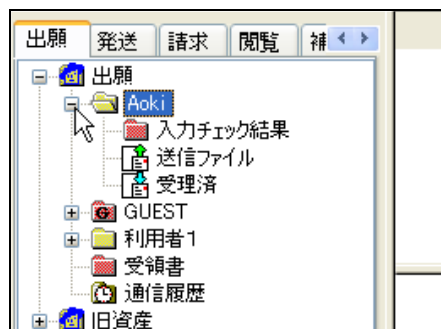 出願 発送 請求 閲覧 補
出願
Aoki
入力チェック結果
送信ファイル
受理済
GUEST
利用者1
受領書
通信履歴
旧資産